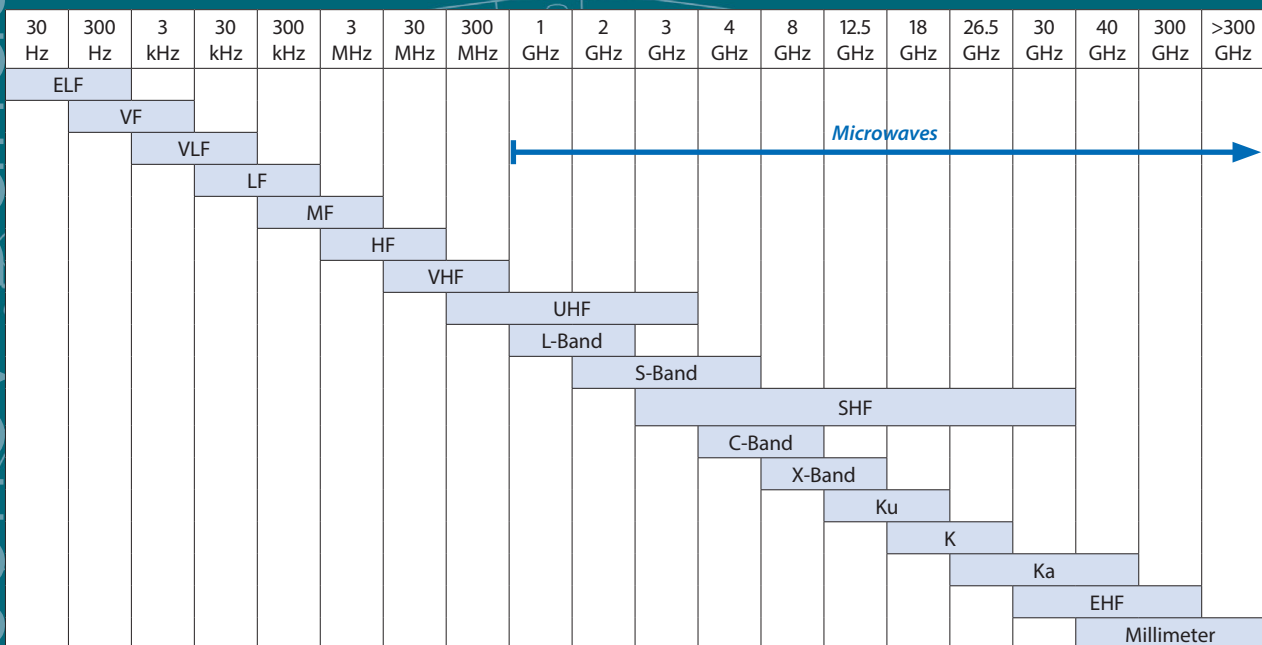 30 300 3 30 300 3 30 300 1 2 3 4 8 12.5 18 26.5 30 40 300 >300
Hz Hz kHz kHz kHz MHz MHz MHz GHz GHz GHz GHz GHz GHz GHz GHz GHz GHz GHz GHz
ELF
VF
Microwaves
VLF
LF
MF
HF
VHF
UHF
L-Band
S-Band
SHF
C-Band
X-Band
Ku
K
Ka
EHF
Millimeter